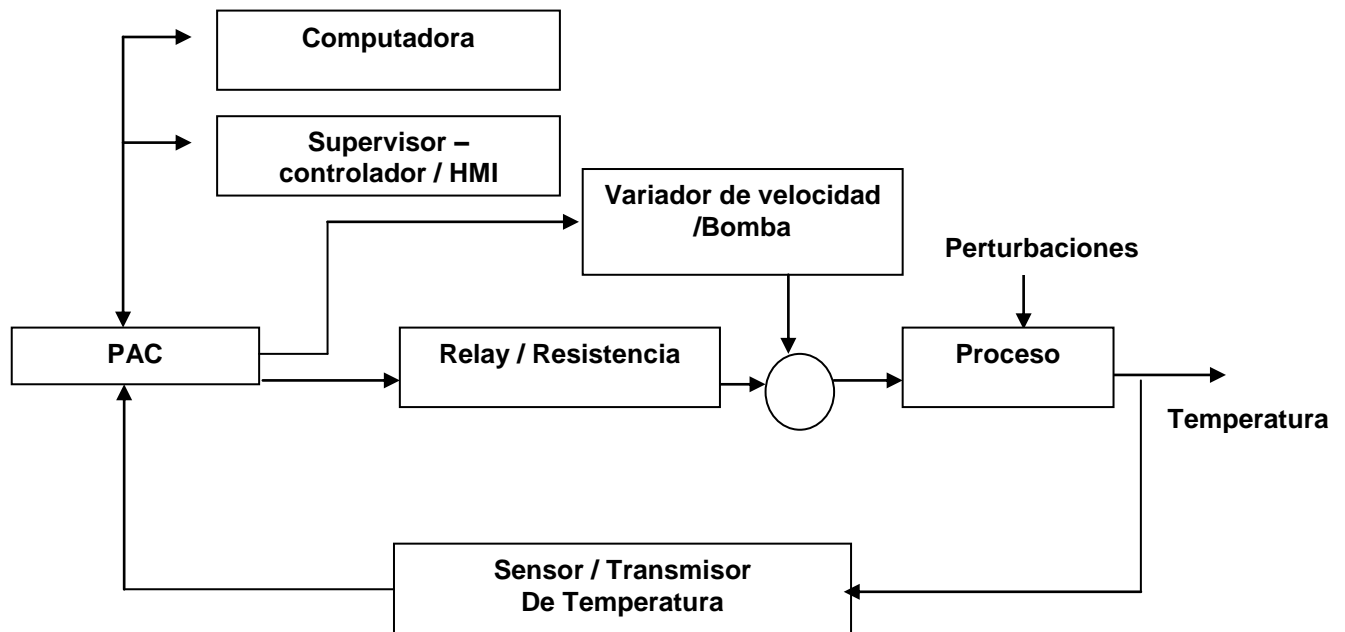 Computadora
Supervisor –
controlador / HMI
Variador de velocidad
/Bomba
Perturbaciones
PAC
Relay / Resistencia
Proceso
Temperatura
Sensor / Transmisor
De Temperatura